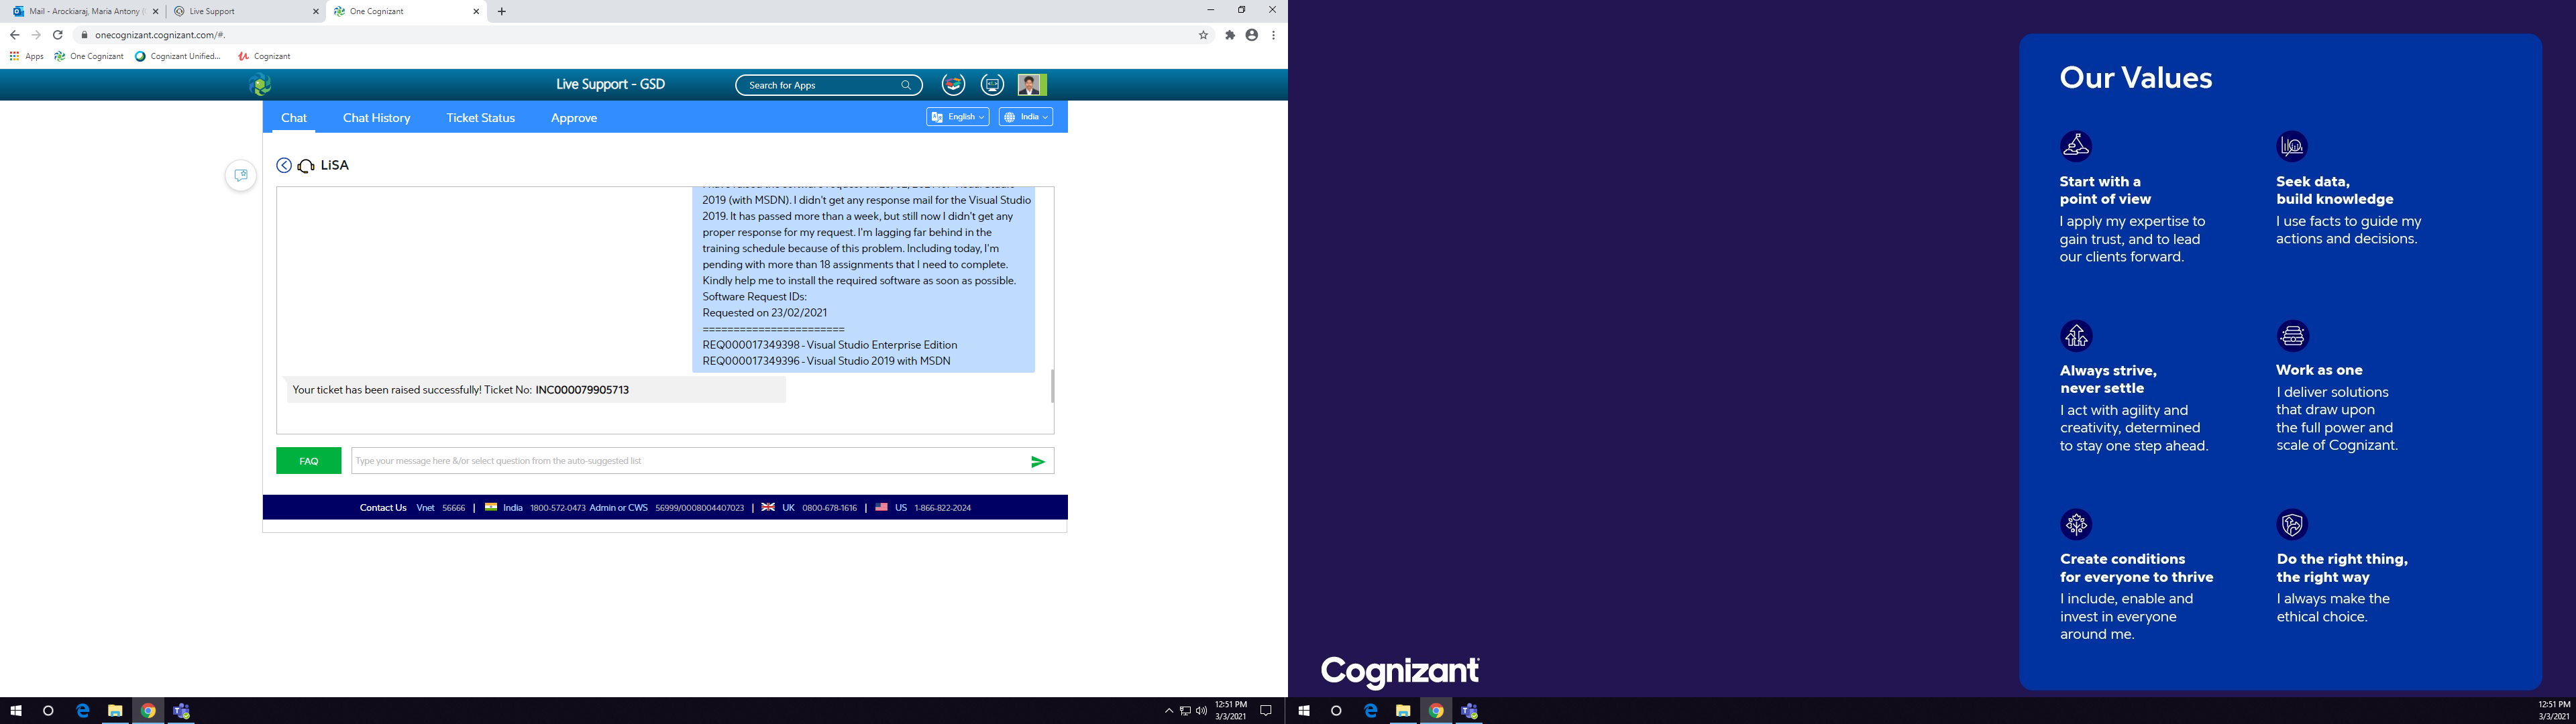 Mail - Arockiaraj, Maria Antony (
Live Support
One Cognizant
onecognizant.cognizant.com/#.
Apps
One Cognizant
Cognizant Unified...
Cognizant
Live Support - GSD
Search for Apps
Chat
Chat History
Ticket Status
Approve
English
India
LiSA
2019 (with MSDN). I didn't get any response mail for the Visual Studio
2019. It has passed more than a week, but still now I didn't get any
proper response for my request. I'm lagging far behind in the
training schedule because of this problem. Including today, I'm
pending with more than 18 assignments that I need to complete.
Kindly help me to install the required software as soon as possible.
Software Request IDs:
Requested on 23/02/2021
=======================
REQ000017349398 - Visual Studio Enterprise Edition
REQ000017349396 - Visual Studio 2019 with MSDN
Your ticket has been raised successfully! Ticket No: INC000079905713
FAQ
Type your message here &/or select question from the auto-suggested list
Contact Us Vnet 56666 | India 1800-572-0473 Admin or CWS 56999/0008004407023 | UK 0800-678-1616 | US 1-866-822-2024
12:51 PM
3/3/2021
Our Values
Start with a
point of view
I apply my expertise to
gain trust, and to lead
our clients forward.
Seek data,
build knowledge
I use facts to guide my
actions and decisions.
Always strive,
never settle
I act with agility and
creativity, determined
to stay one step ahead.
Work as one
I deliver solutions
that draw upon
the full power and
scale of Cognizant.
Create conditions
for everyone to thrive
I include, enable and
invest in everyone
around me.
Do the right thing,
the right way
I always make the
ethical choice.
Cognizant
12:51 PM
3/3/2021